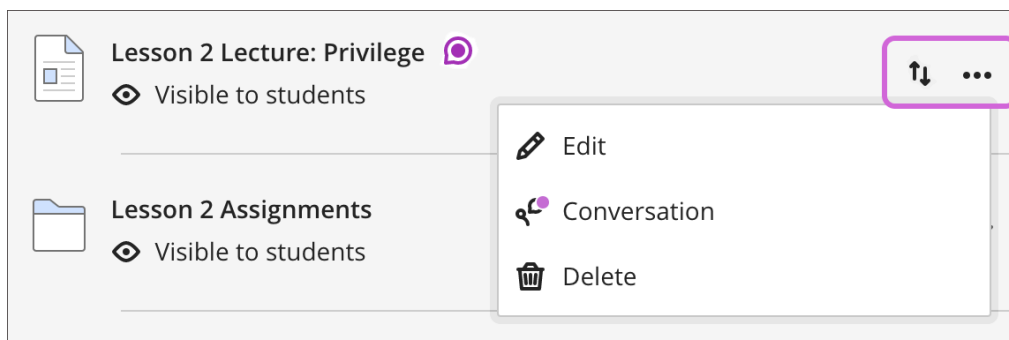 Lesson 2 Lecture: Privilege
Visible to students
Edit
Conversation
Delete
Lesson 2 Assignments
Visible to students